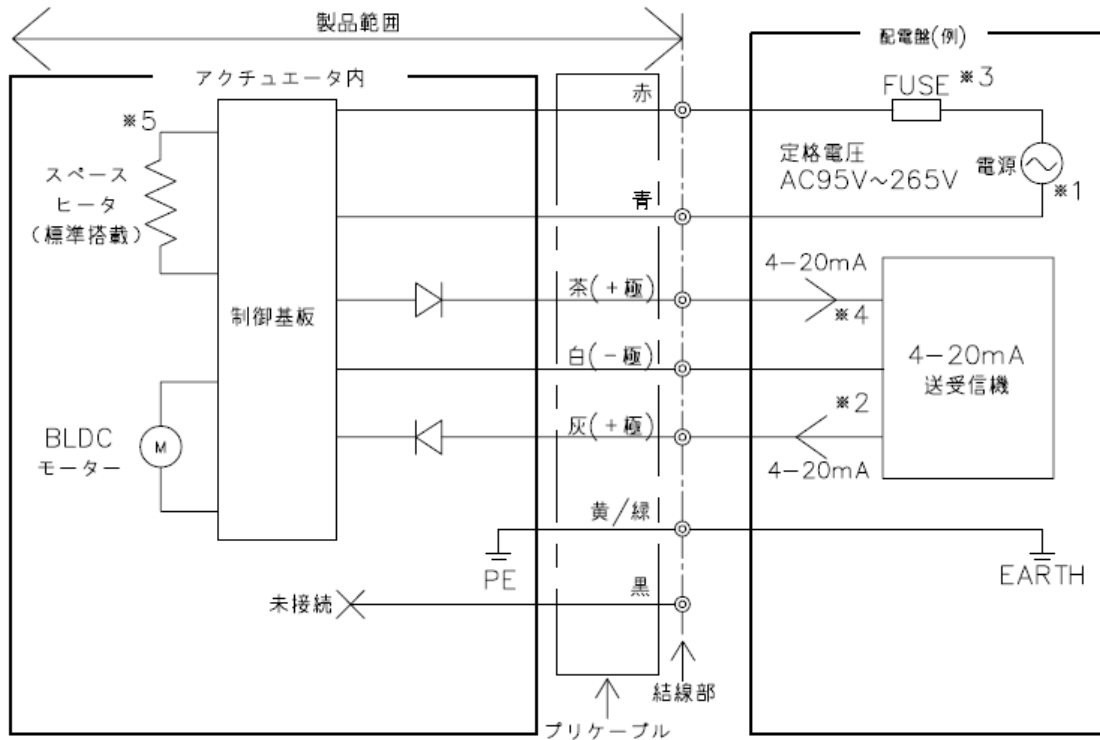 製品範囲
アクチュエータ内
配電盤(例)
赤
FUSE ※3
※5
スペース
ヒータ
(標準搭載)
定格電圧
AC95V~265V
電源
※1
青
4-20mA
茶(+極)
※4
制御基板
白(-極)
4-20mA
送受信機
※2
灰(+極)
4-20mA
BLDC
モーター
M
黄/緑
PE
EARTH
黒
未接続
結線部
プリケーブル